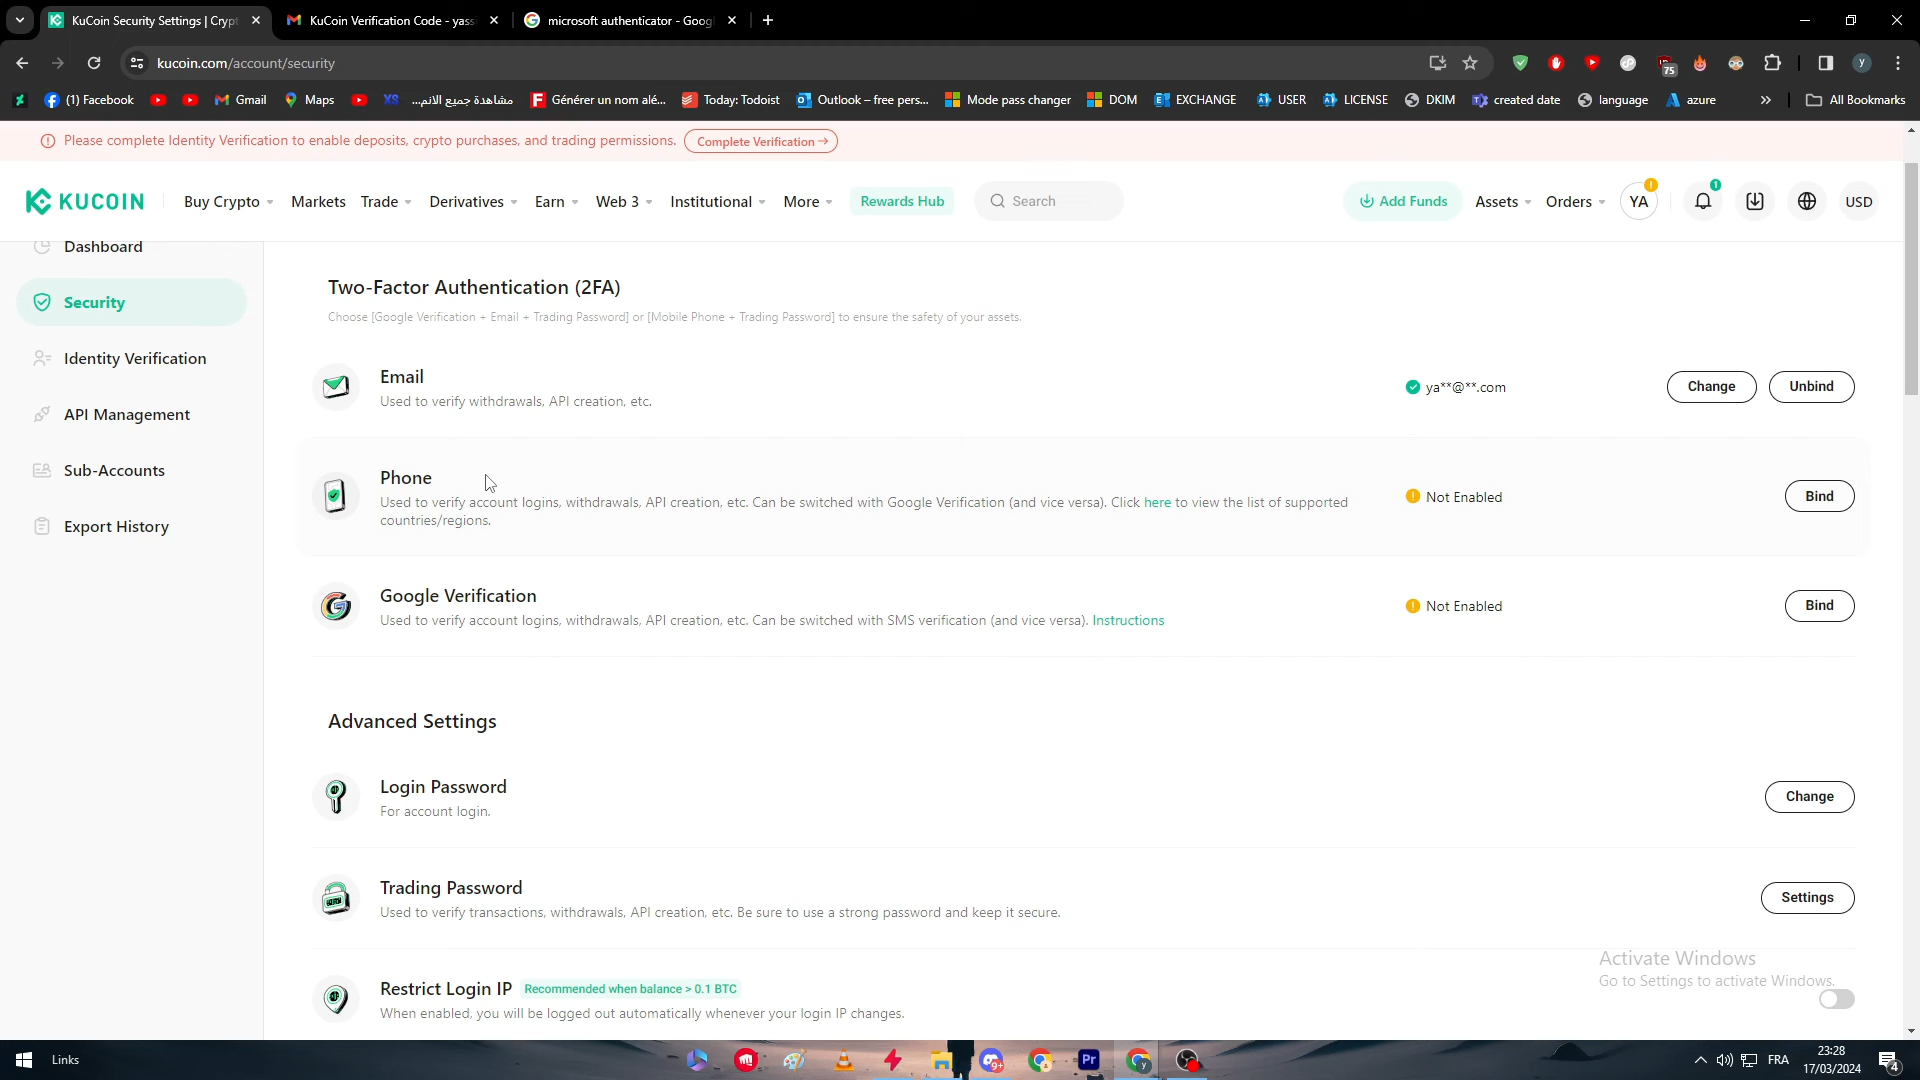 KuCoin Security Settings | Crypt
KuCoin Verification Code - yass
microsoft authenticator - Goog
kucoin.com/account/security
75
y
(1) Facebook
Gmail
Maps
XS
مشاهدة جميع الانم...
Générer un nom alé...
Today: Todoist
Outlook – free pers...
Mode pass changer
DOM
EXCHANGE
USER
LICENSE
DKIM
created date
language
azure
All Bookmarks
Please complete Identity Verification to enable deposits, crypto purchases, and trading permissions.
Complete Verification →
KUCOIN
Buy Crypto
Markets
Trade
Derivatives
Earn
Web 3
Institutional
More
Rewards Hub
Search
Add Funds
Assets
Orders
YA
1
USD
Dashboard
Security
Identity Verification
API Management
Sub-Accounts
Export History
Two-Factor Authentication (2FA)
Choose [Google Verification + Email + Trading Password] or [Mobile Phone + Trading Password] to ensure the safety of your assets.
Email
Used to verify withdrawals, API creation, etc.
ya**@**.com
Change
Unbind
Phone
Used to verify account logins, withdrawals, API creation, etc. Can be switched with Google Verification (and vice versa). Click here to view the list of supported
countries/regions.
Not Enabled
Bind
Google Verification
Used to verify account logins, withdrawals, API creation, etc. Can be switched with SMS verification (and vice versa). Instructions
Not Enabled
Bind
Advanced Settings
Login Password
For account login.
Change
Trading Password
Used to verify transactions, withdrawals, API creation, etc. Be sure to use a strong password and keep it secure.
Settings
Restrict Login IP
Recommended when balance > 0.1 BTC
When enabled, you will be logged out automatically whenever your login IP changes.
Activate Windows
Go to Settings to activate Windows.
Links
Pr
FRA
23:28
17/03/2024
4